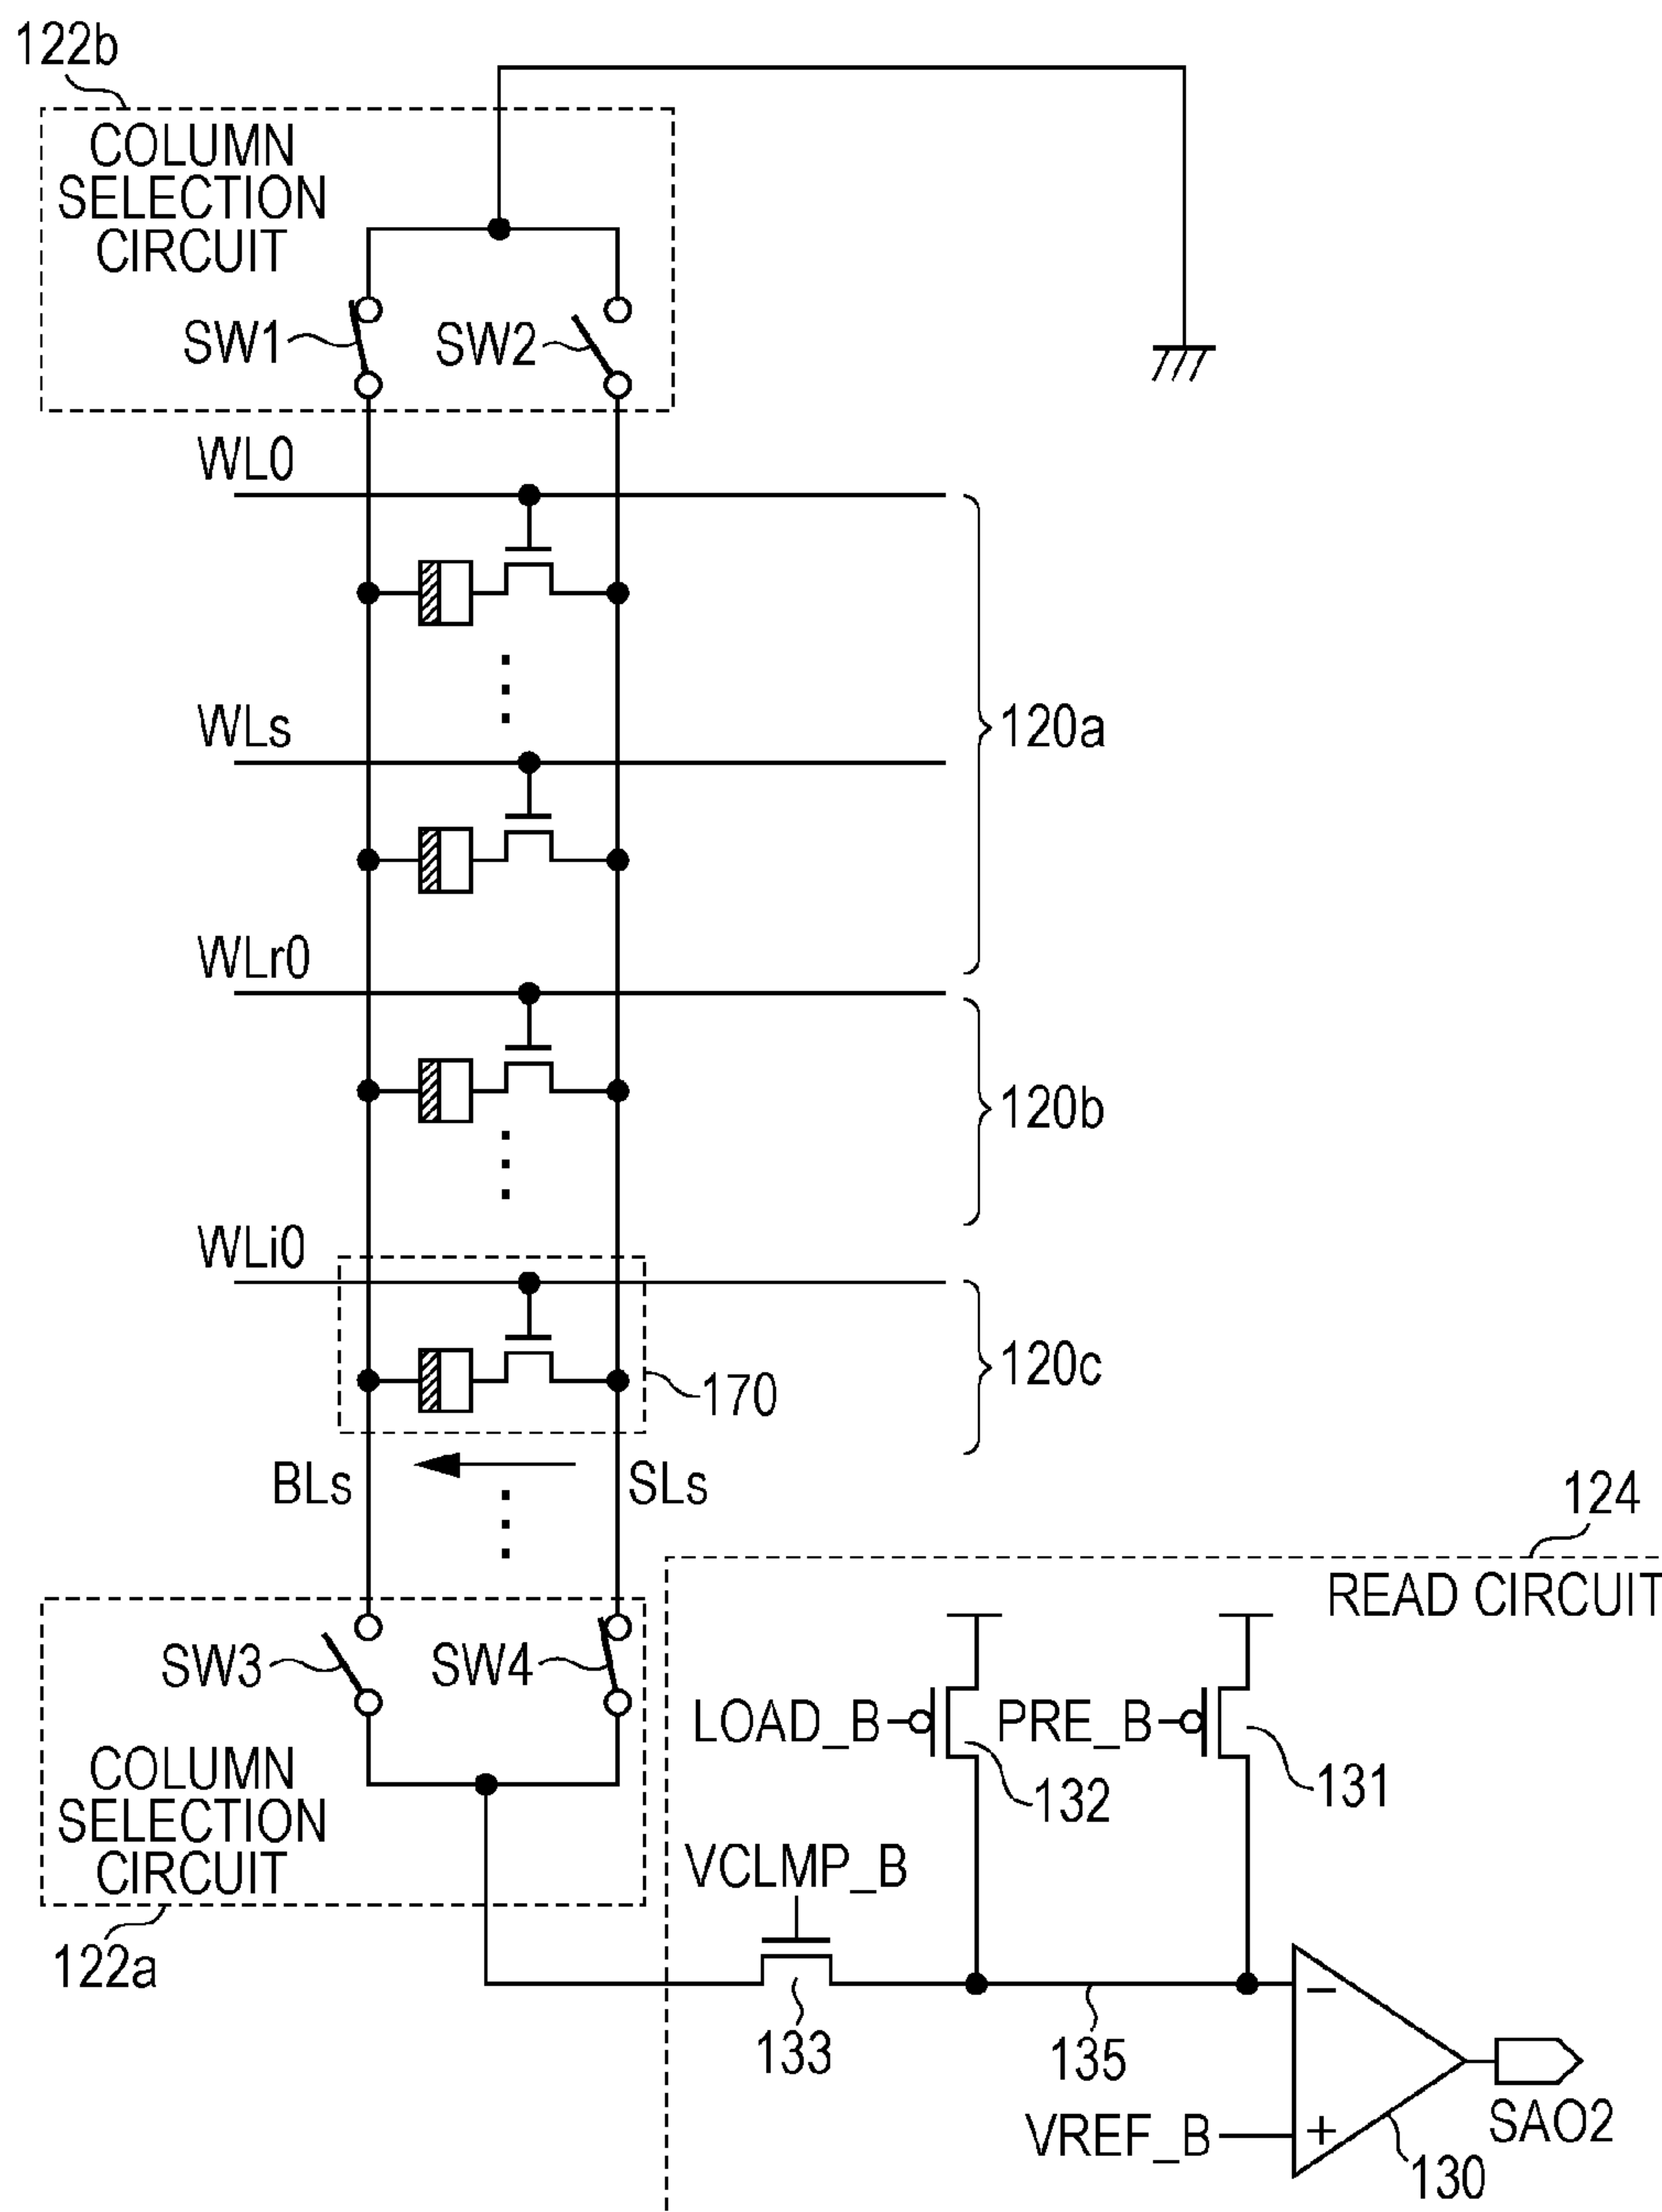 122b
COLUMN
SELECTION
CIRCUIT
SW1
SW2
WL0
WLs
120a
WLr0
120b
WLi0
120c
170
BLs
SLs
124
READ CIRCUIT
SW3
SW4
LOAD_B
PRE_B
132
131
COLUMN
SELECTION
CIRCUIT
VCLMP_B
122a
133
135
−
+
VREF_B
SAO2
130